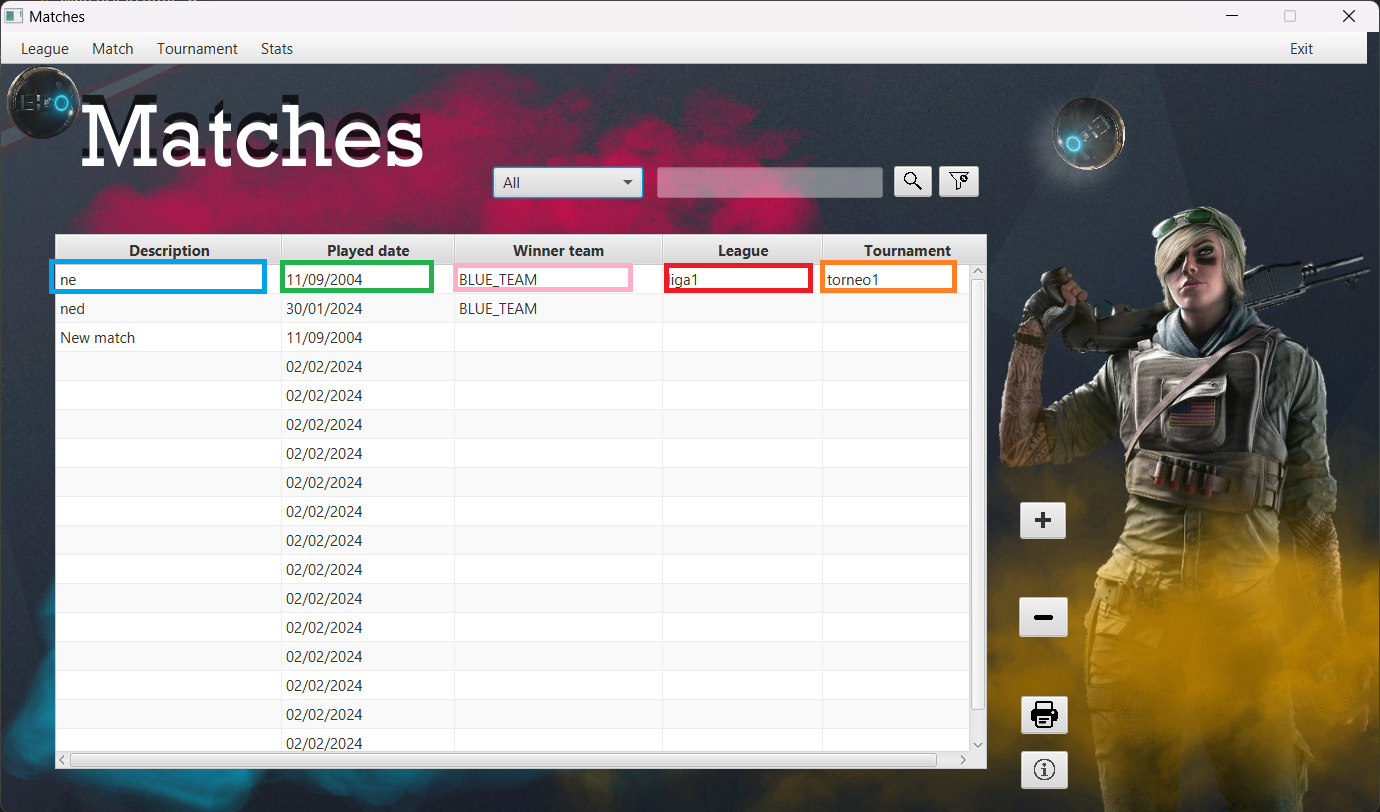 Matches
League Match Tournament Stats Exit
Matches
All
Description Played date Winner team League Tournament
ne 11/09/2004 BLUE_TEAM liga1 torneo1
ned 30/01/2024 BLUE_TEAM
New match 11/09/2004
02/02/2024
02/02/2024
02/02/2024
02/02/2024
02/02/2024
02/02/2024
02/02/2024
02/02/2024
02/02/2024
02/02/2024
02/02/2024
02/02/2024
02/02/2024
02/02/2024